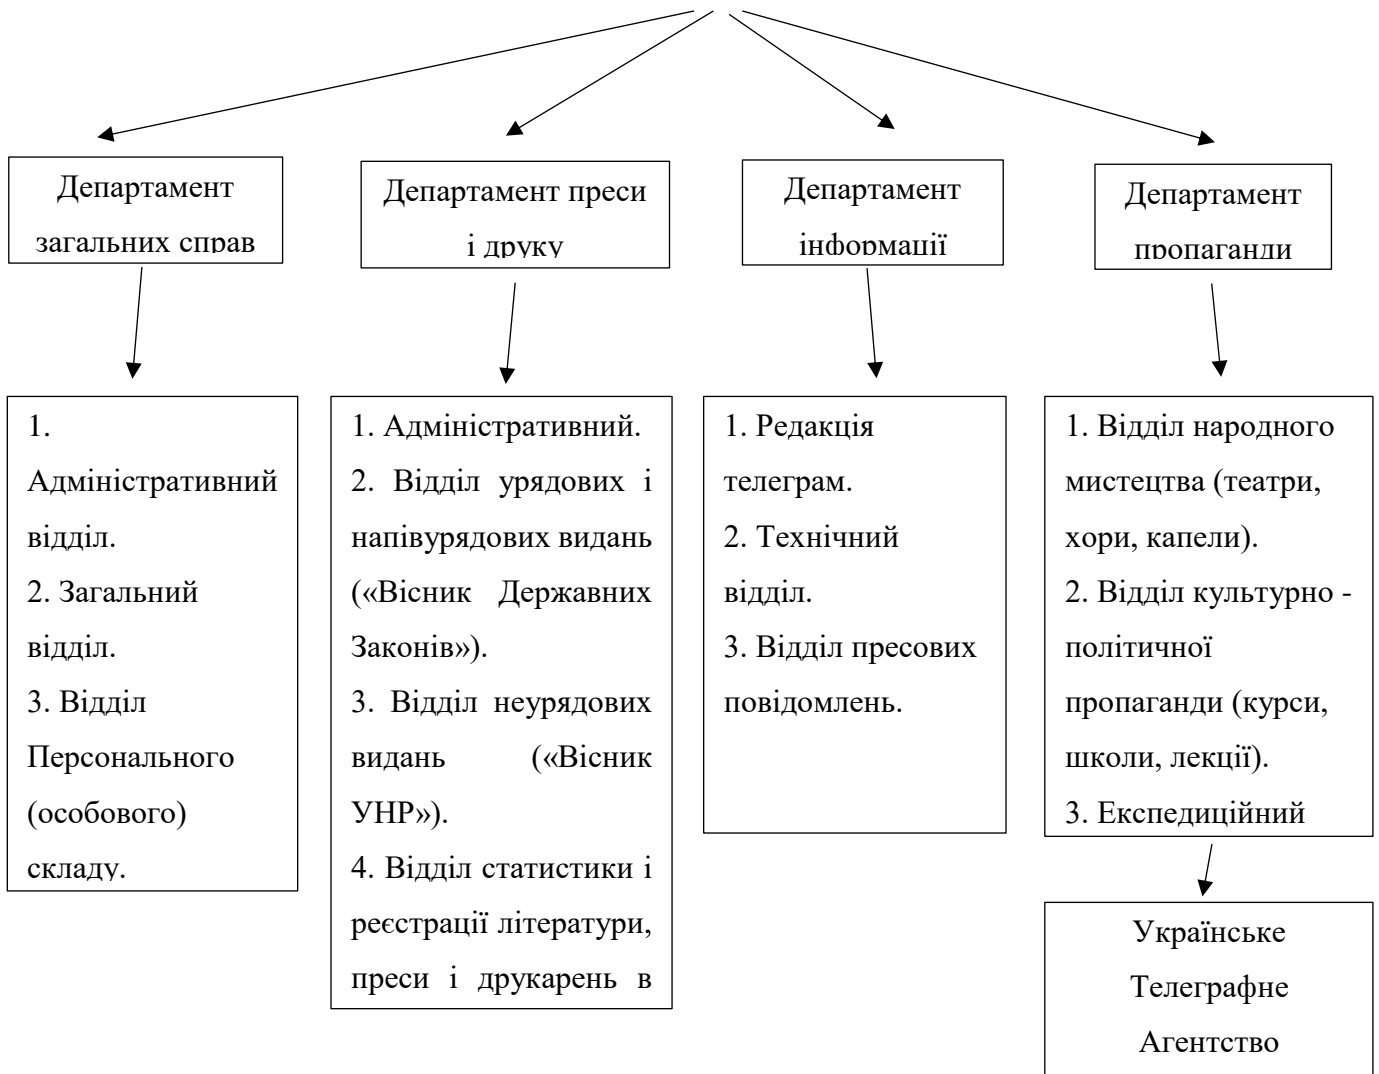 Департамент
загальних справ
Департамент преси
і друку
Департамент
інформації
Департамент
пропаганди
1.
Адміністративний
відділ.
2. Загальний
відділ.
3. Відділ
Персонального
(особового)
складу.
1. Адміністративний.
2. Відділ урядових і
напівурядових видань
(«Вісник Державних
Законів»).
3. Відділ неурядових
видань («Вісник
УНР»).
4. Відділ статистики і
реєстрації літератури,
преси і друкарень в
1. Редакція
телеграм.
2. Технічний
відділ.
3. Відділ пресових
повідомлень.
1. Відділ народного
мистецтва (театри,
хори, капели).
2. Відділ культурно -
політичної
пропаганди (курси,
школи, лекції).
3. Експедиційний
Українське
Телеграфне
Агентство